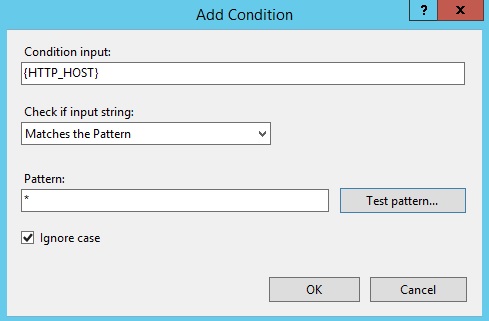 Add Condition
?
x
Condition input:
{HTTP_HOST}
Check if input string:
Matches the Pattern
Pattern:
*
Test pattern...
Ignore case
OK
Cancel